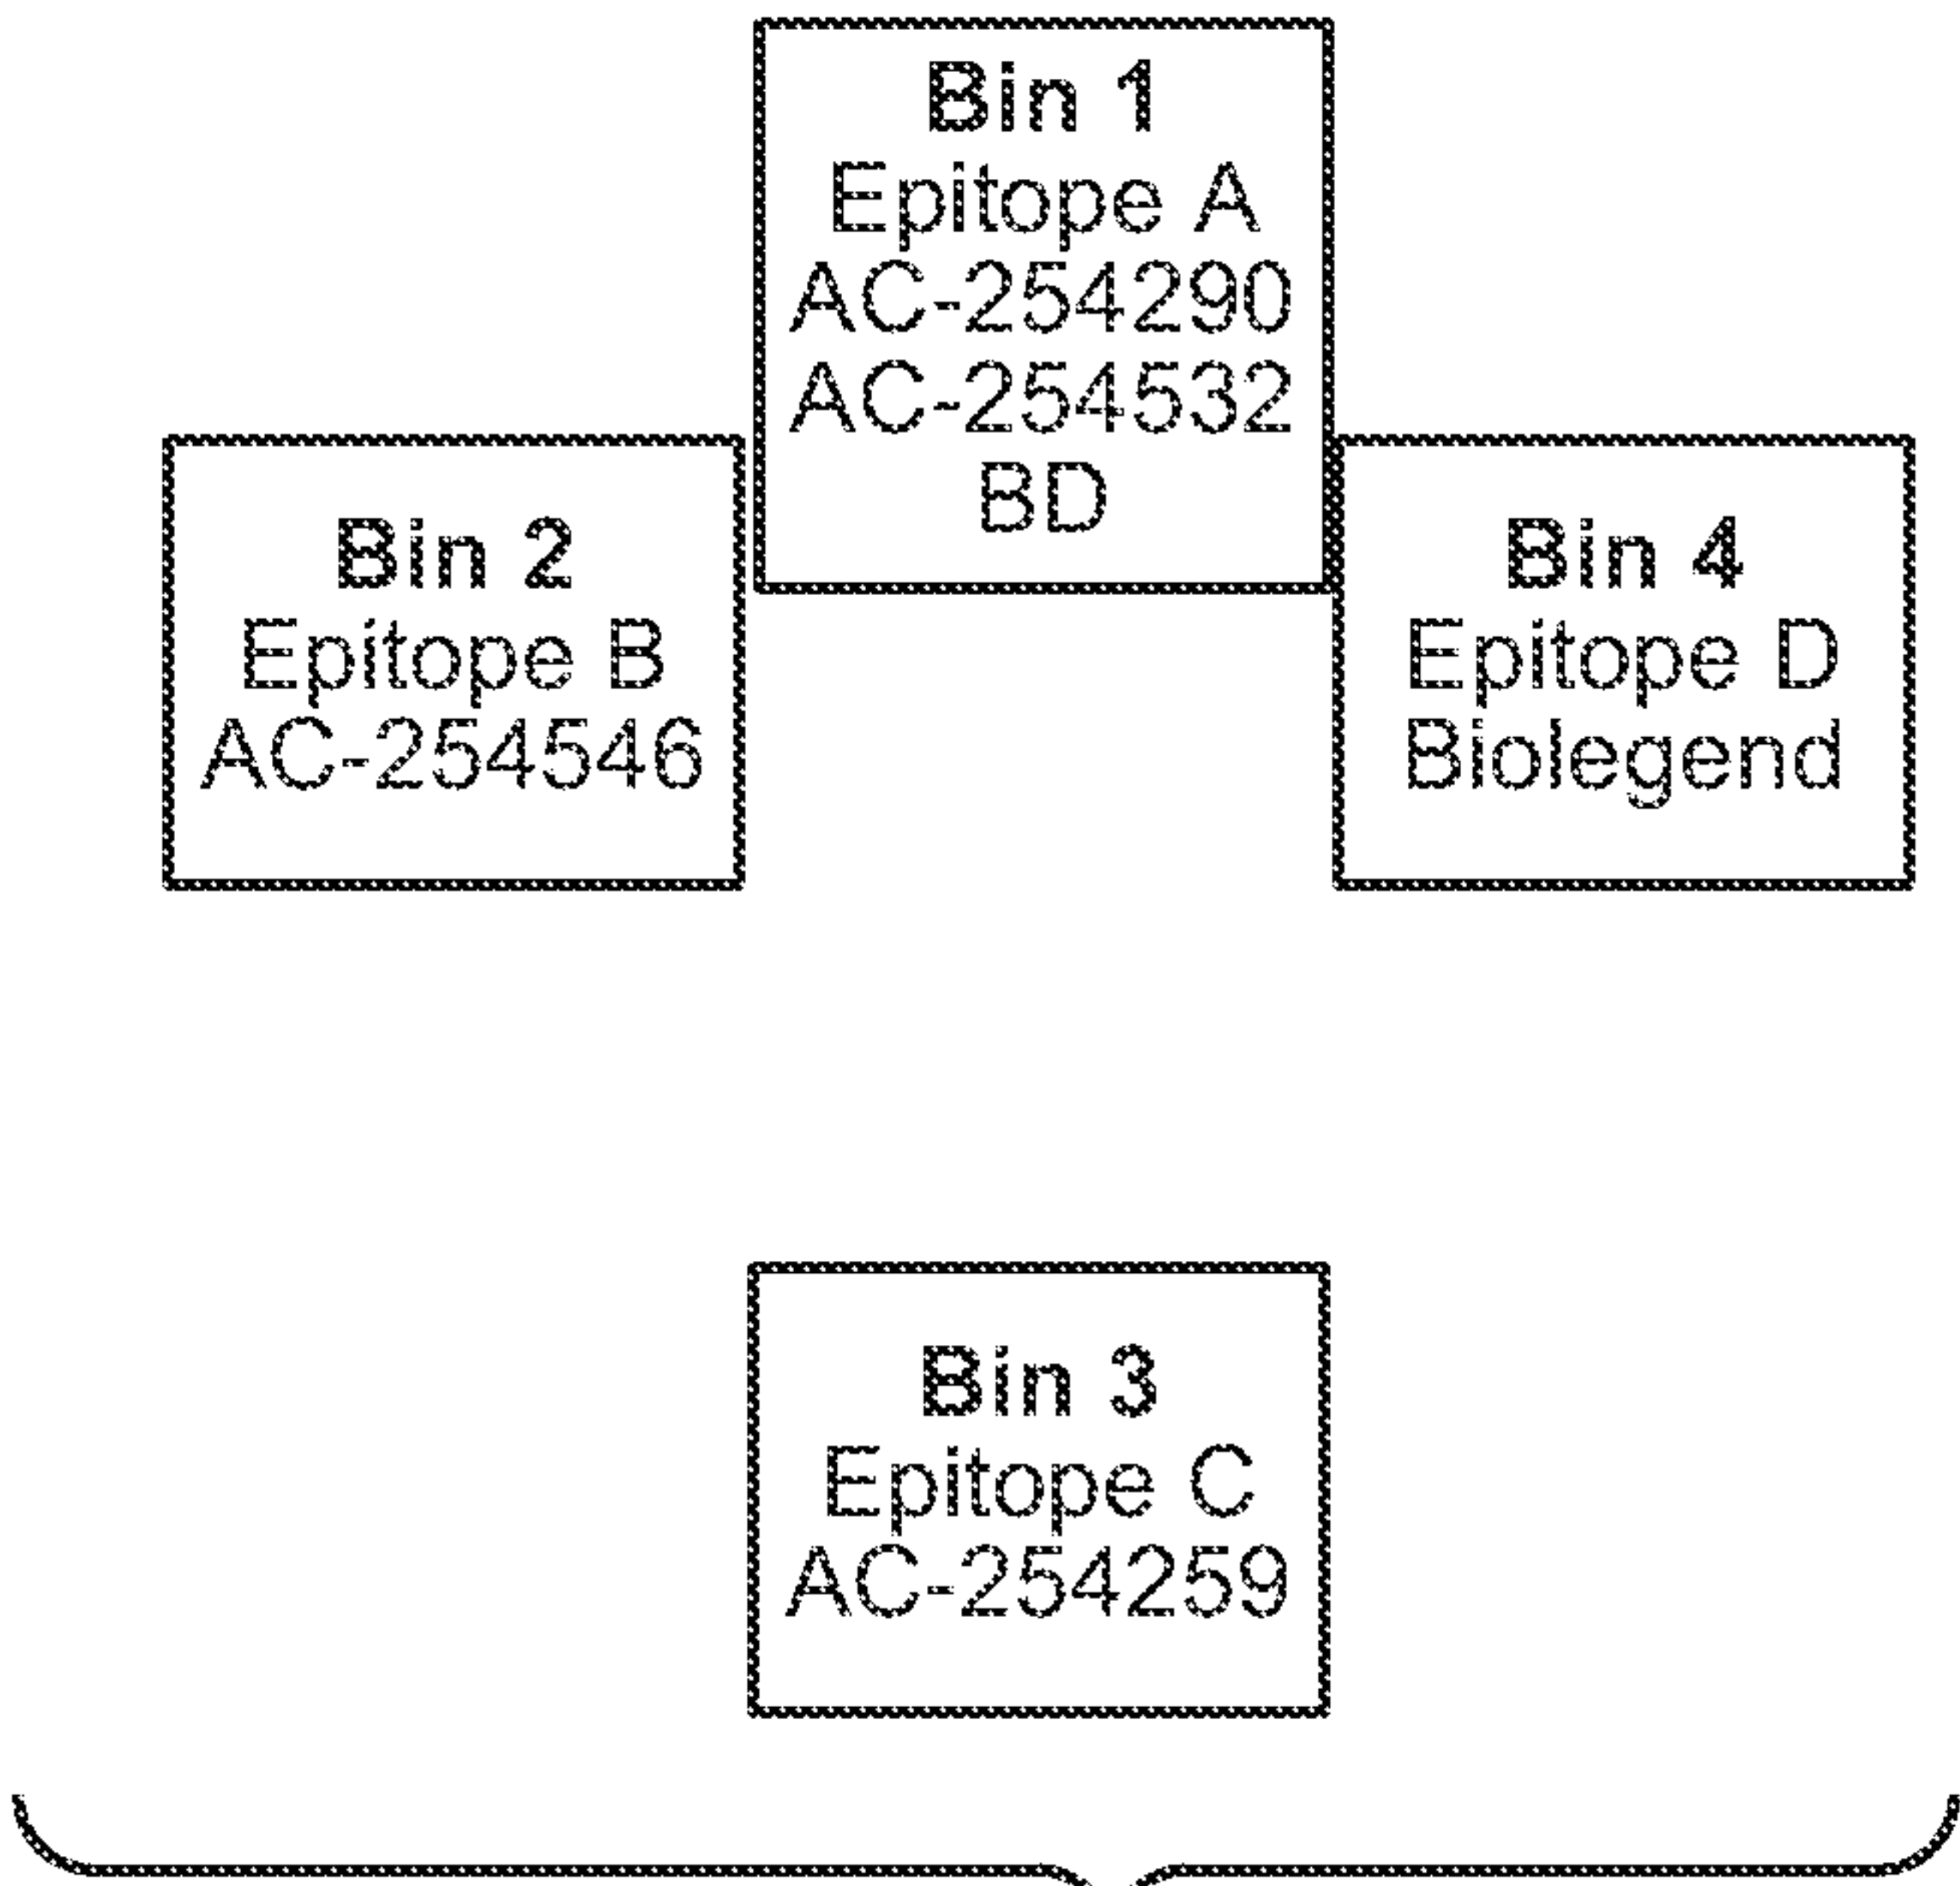 Bin 1
Epitope A
AC-254290
AC-254532
BD
Bin 2
Epitope B
AC-254546
Bin 4
Epitope D
Biolegend
Bin 3
Epitope C
AC-254259